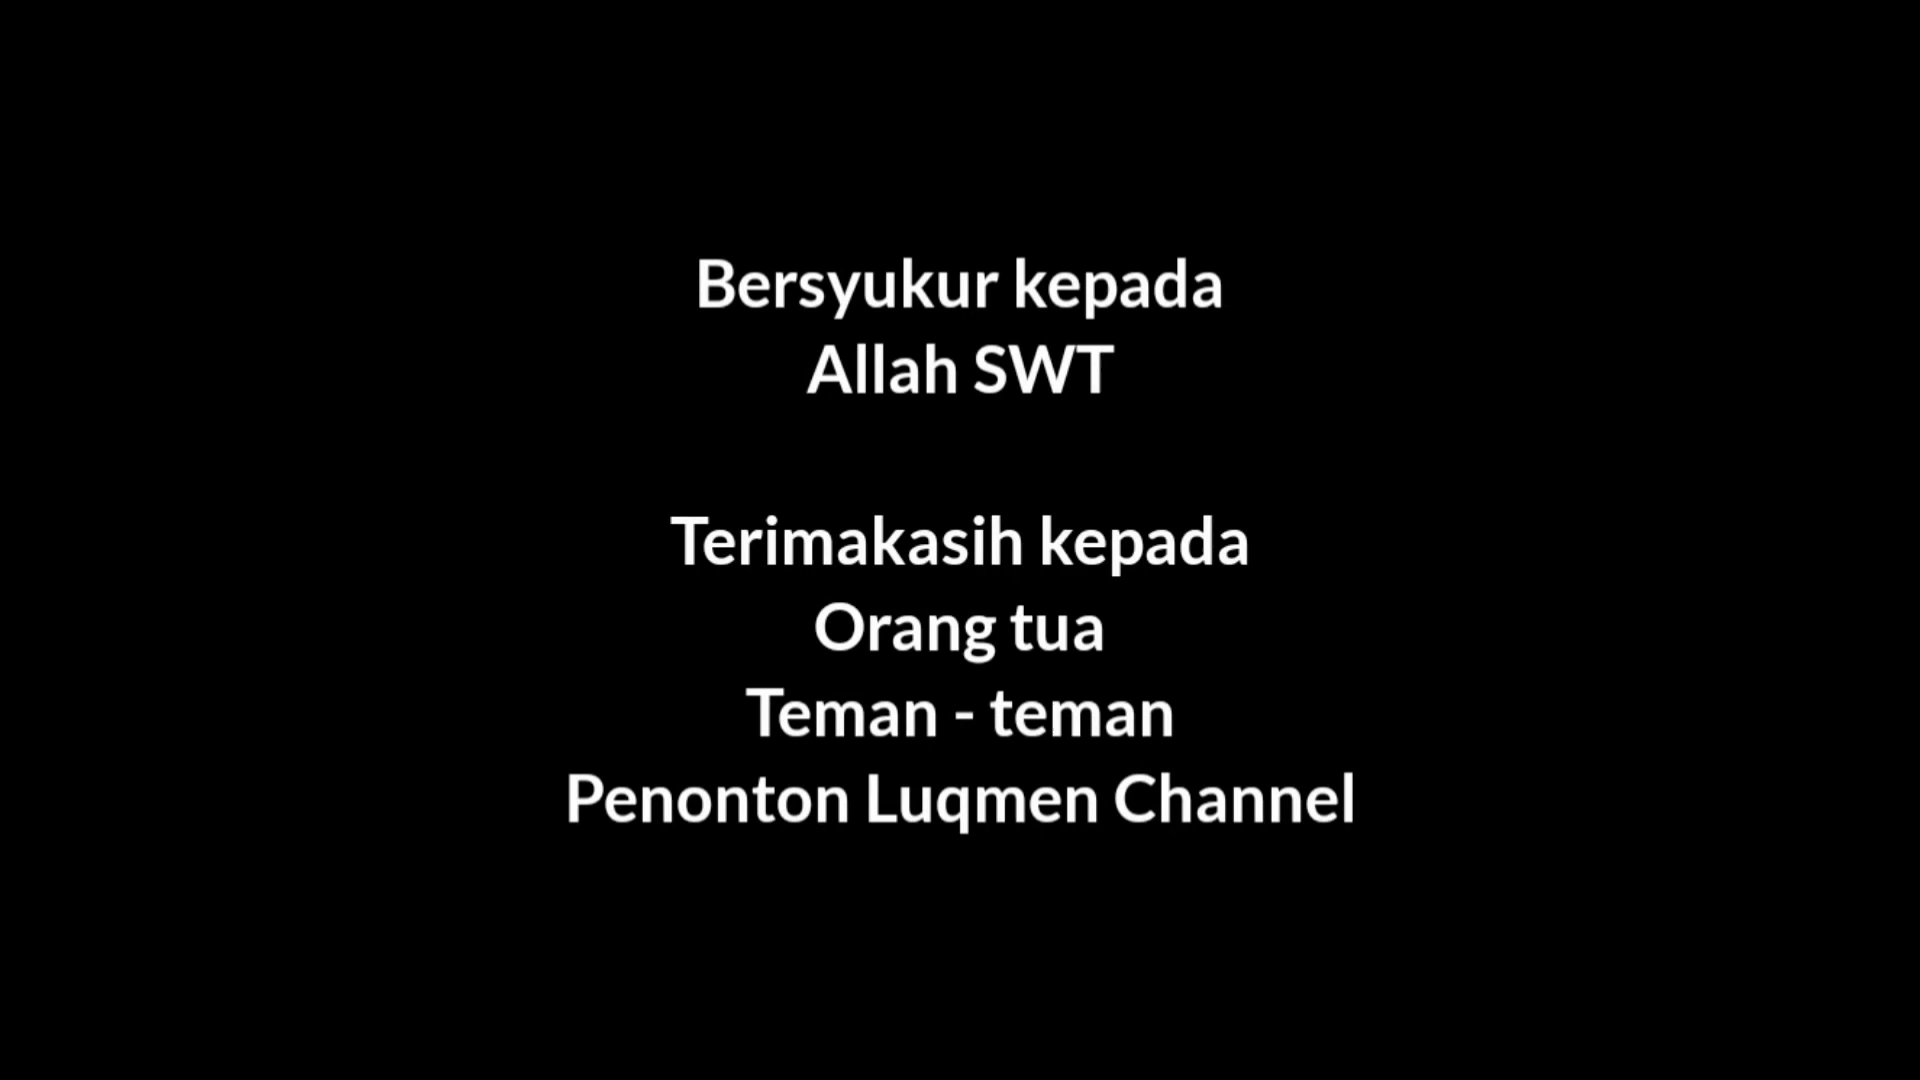 Bersyukur kepada
Allah SWT
Terimakasih kepada
Orang tua
Teman - teman
Penonton Luqmen Channel